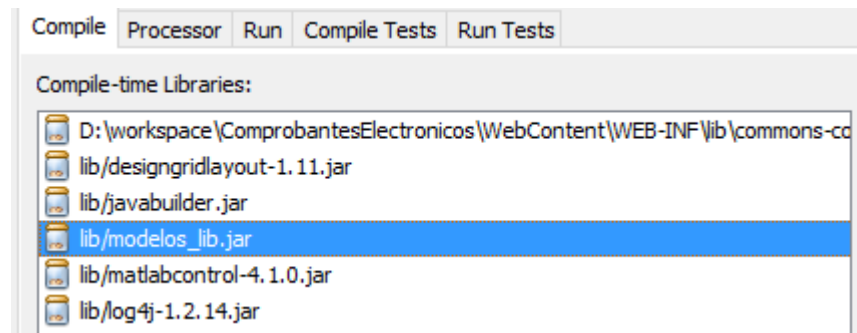 Compile Processor Run Compile Tests Run Tests
Compile-time Libraries:
D:\workspace\ComprobantesElectronicos\WebContent\WEB-INF\lib\commons-co
lib/designgridlayout-1.11.jar
lib/javabuilder.jar
lib/modelos_lib.jar
lib/matlabcontrol-4.1.0.jar
lib/log4j-1.2.14.jar